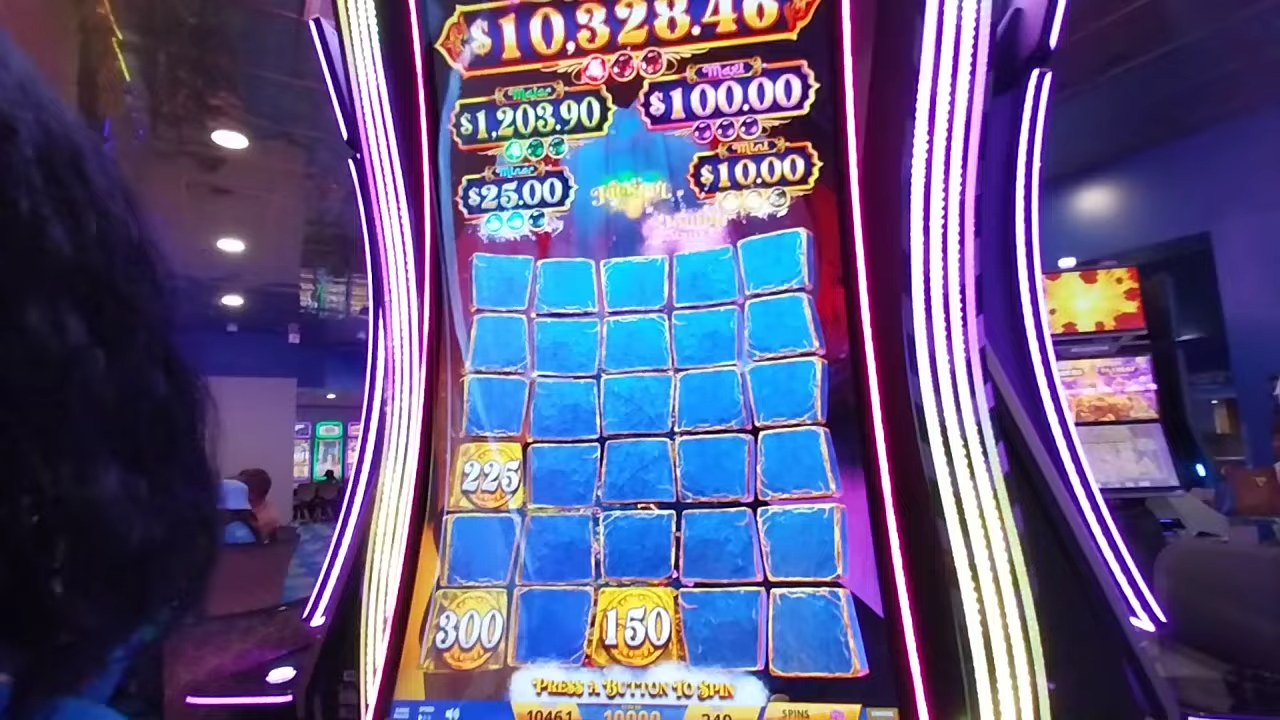 $10,328.46
Major
$1,203.90
Maxi
$100.00
Minor
$25.00
Mini
$10.00
225
300
150
PRESS A BUTTON TO SPIN
10461
10000
240
SPINS